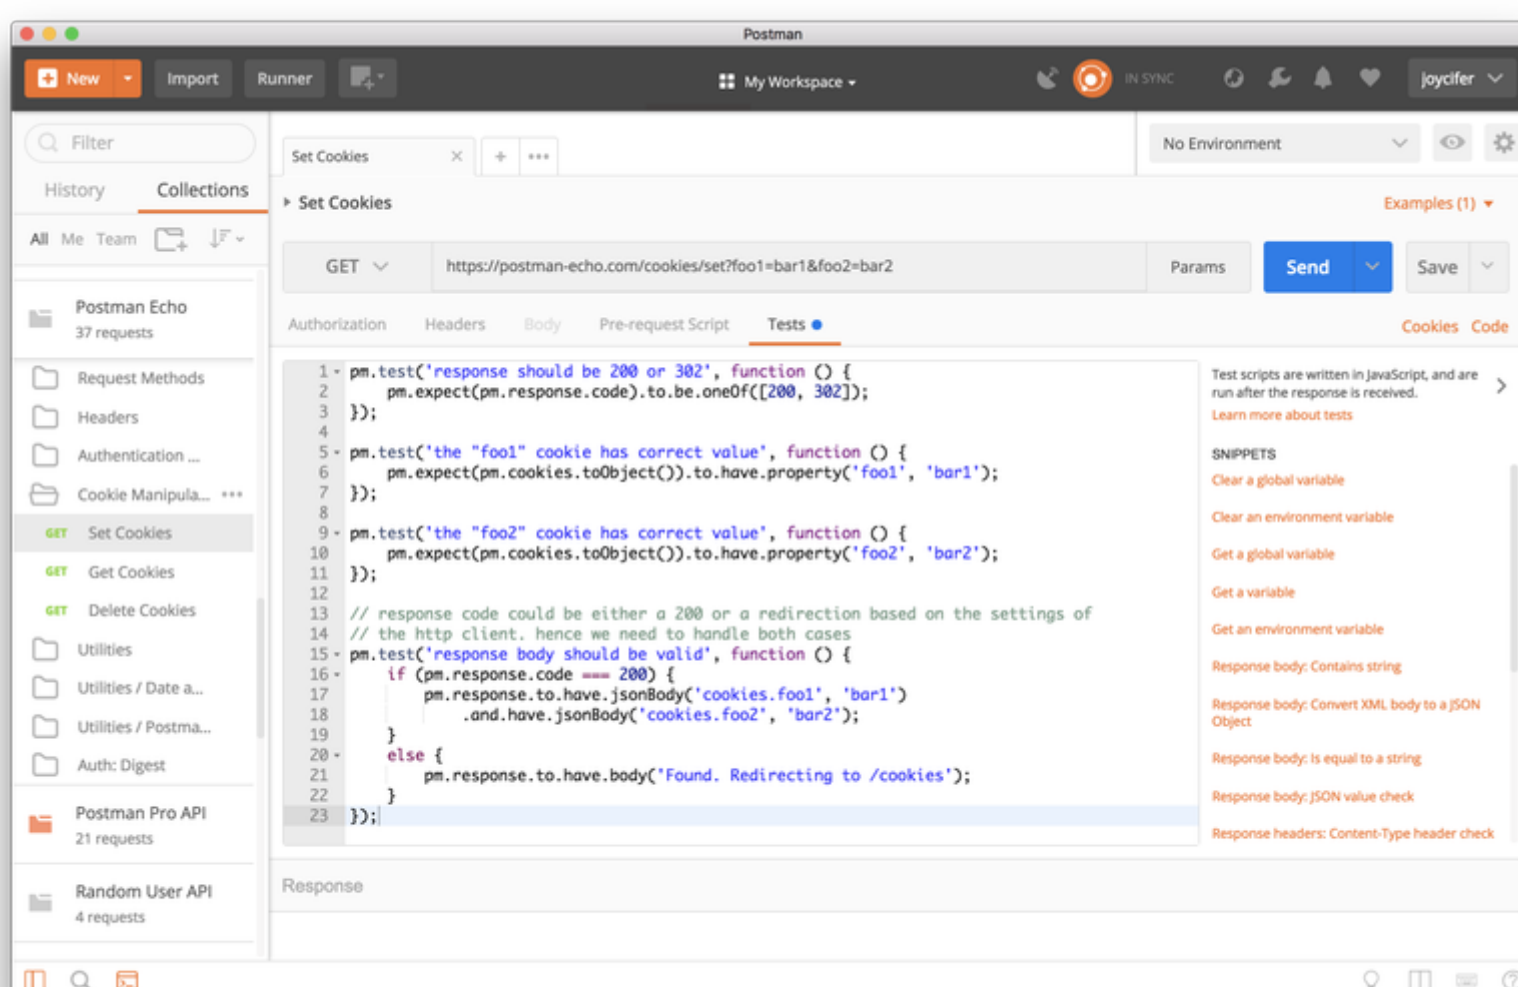 Postman
New
Import
Runner
My Workspace
IN SYNC
joycifer
Filter
History Collections
All Me Team
Postman Echo
37 requests
Request Methods
Headers
Authentication ...
Cookie Manipula... •••
GET Set Cookies
GET Get Cookies
GET Delete Cookies
Utilities
Utilities / Date a...
Utilities / Postma...
Auth: Digest
Postman Pro API
21 requests
Random User API
4 requests
Set Cookies × + •••
No Environment
Set Cookies
Examples (1)
GET https://postman-echo.com/cookies/set?foo1=bar1&foo2=bar2 Params Send Save
Authorization Headers Body Pre-request Script Tests Cookies Code
1 pm.test('response should be 200 or 302', function () {
2     pm.expect(pm.response.code).to.be.oneOf([200, 302]);
3 });
4
5 pm.test('the "foo1" cookie has correct value', function () {
6     pm.expect(pm.cookies.toObject()).to.have.property('foo1', 'bar1');
7 });
8
9 pm.test('the "foo2" cookie has correct value', function () {
10     pm.expect(pm.cookies.toObject()).to.have.property('foo2', 'bar2');
11 });
12
13 // response code could be either a 200 or a redirection based on the settings of
14 // the http client. hence we need to handle both cases
15 pm.test('response body should be valid', function () {
16     if (pm.response.code === 200) {
17         pm.response.to.have.jsonBody('cookies.foo1', 'bar1')
18             .and.have.jsonBody('cookies.foo2', 'bar2');
19     }
20     else {
21         pm.response.to.have.body('Found. Redirecting to /cookies');
22     }
23 });
Test scripts are written in JavaScript, and are
run after the response is received.
Learn more about tests
SNIPPETS
Clear a global variable
Clear an environment variable
Get a global variable
Get a variable
Get an environment variable
Response body: Contains string
Response body: Convert XML body to a JSON
Object
Response body: Is equal to a string
Response body: JSON value check
Response headers: Content-Type header check
Response